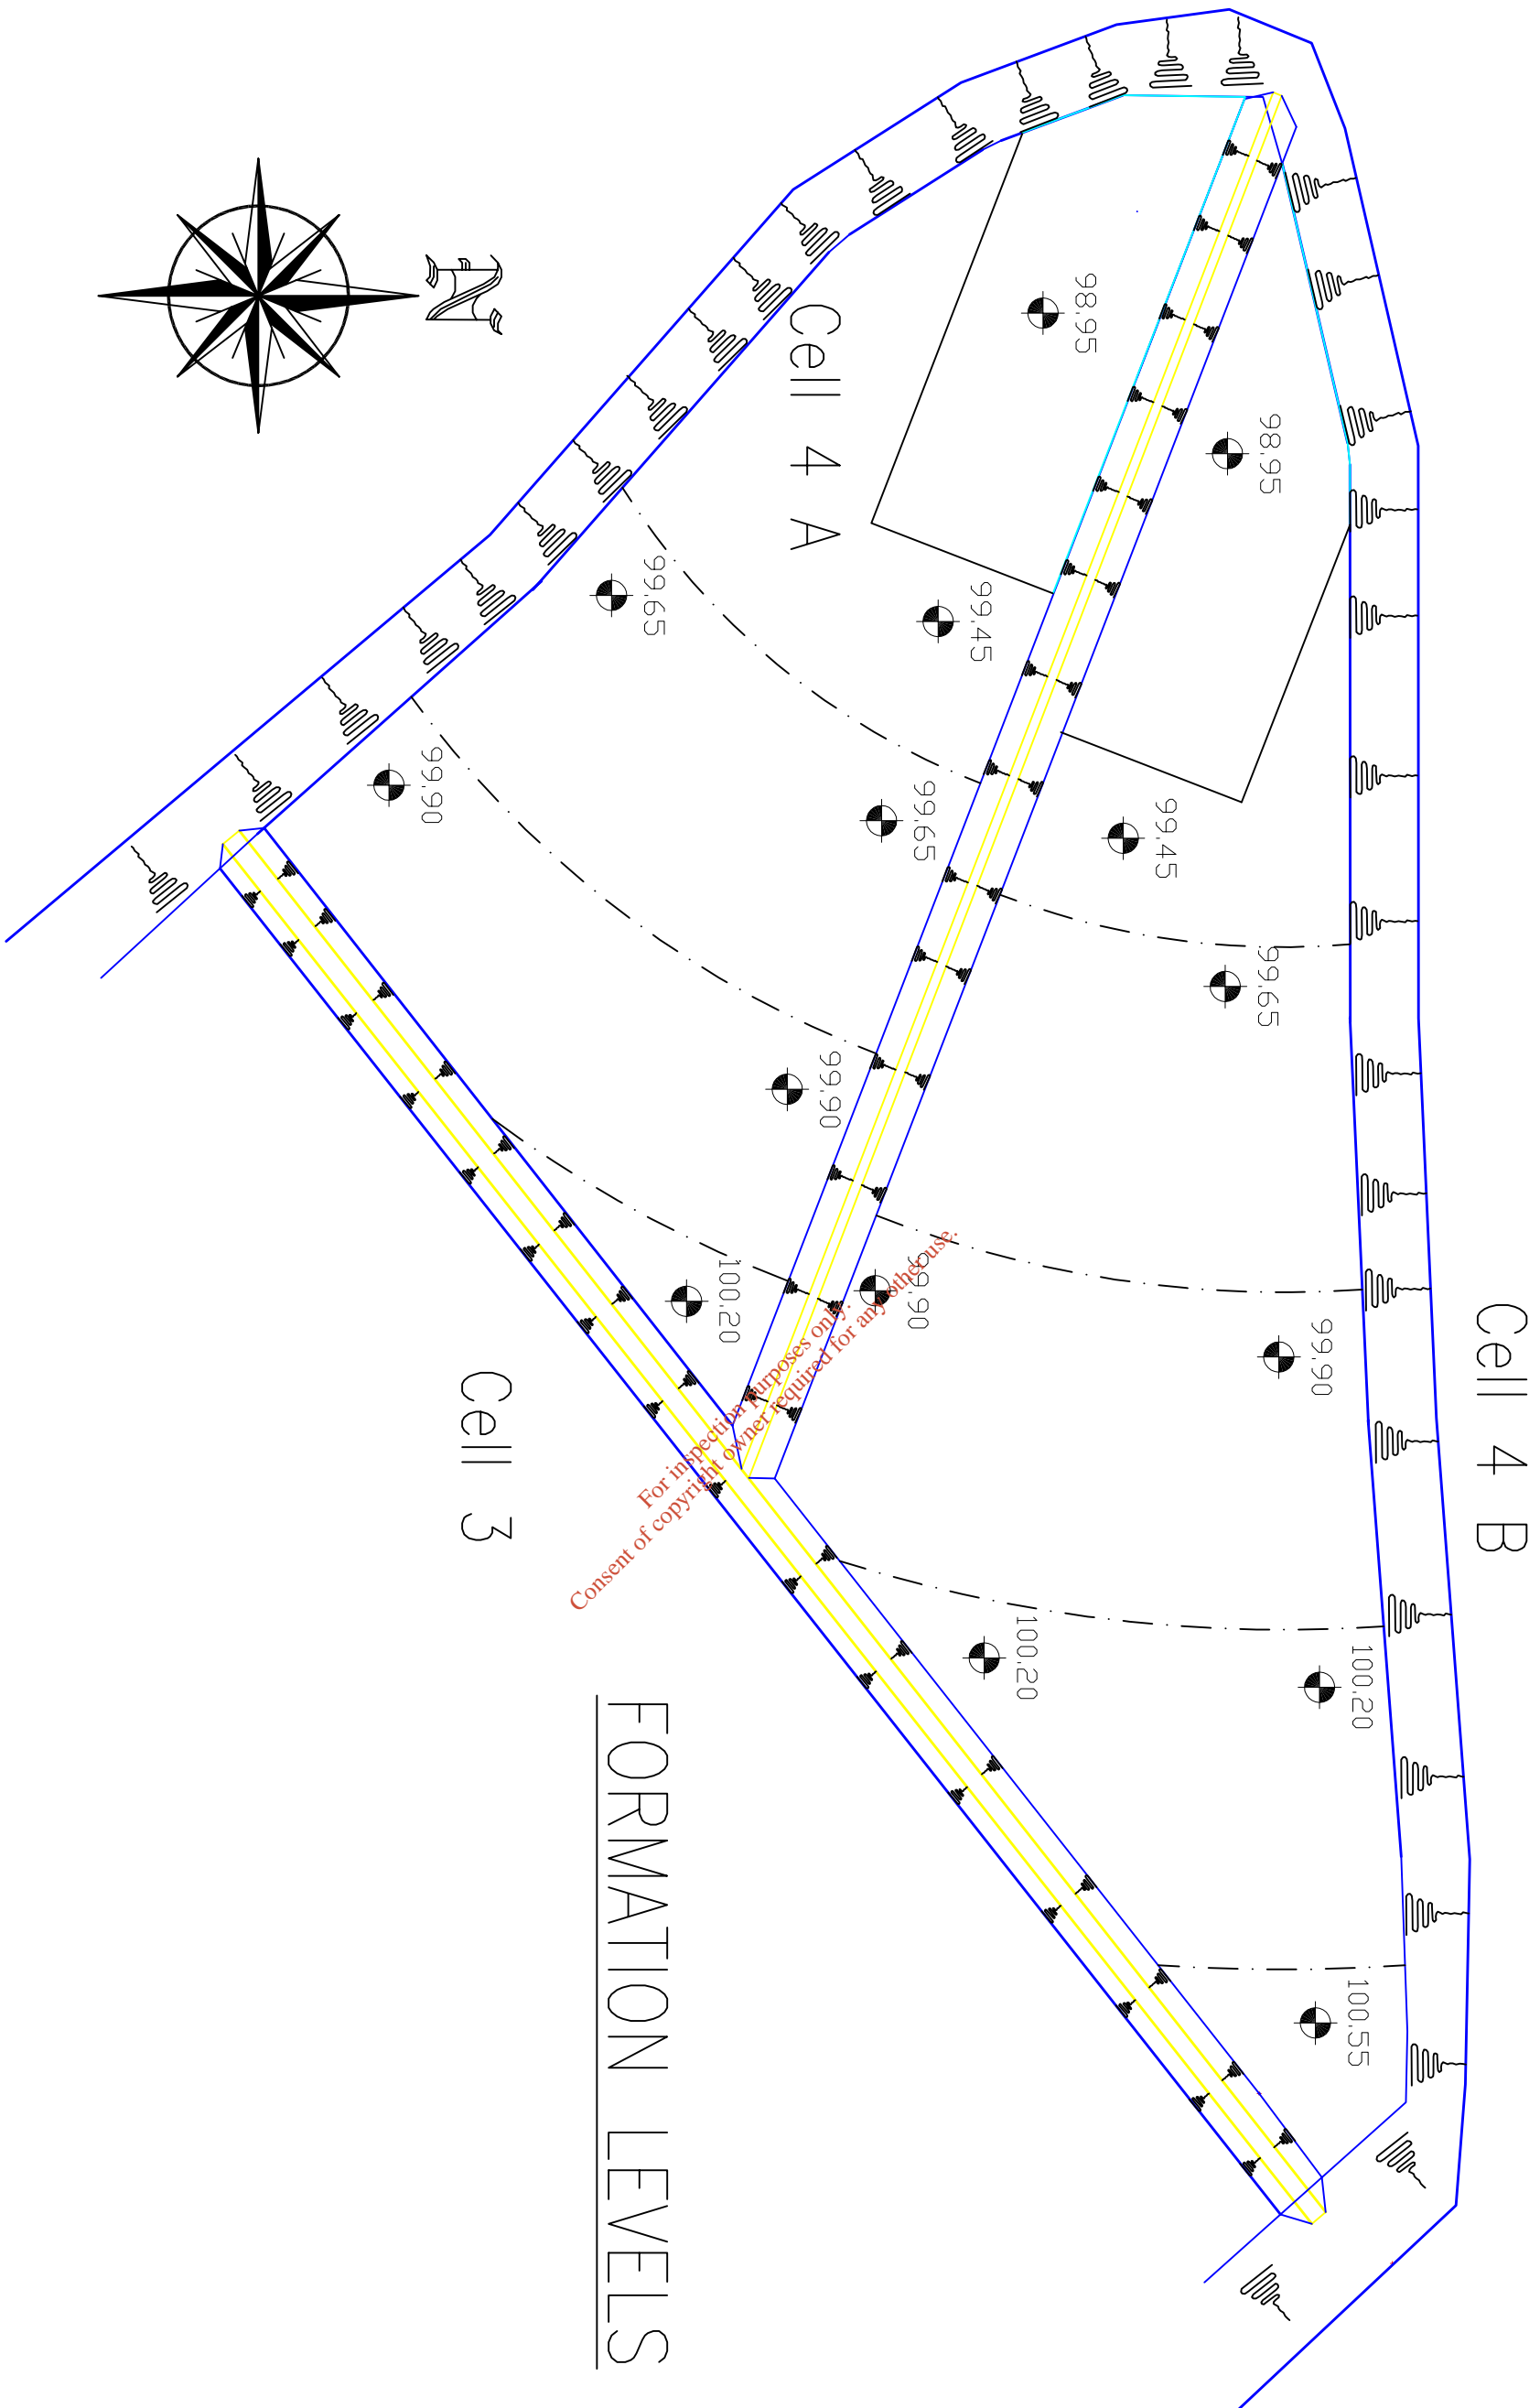 Cell 4 B
98.95
98.95
99.45
99.45
99.65
99.65
99.65
99.90
99.90
99.90
99.90
100.20
100.20
100.20
100.55
Cell 4 A
Cell 3
N
FORMATION LEVELS
For inspection purposes only.
Consent of copyright owner required for any other use.